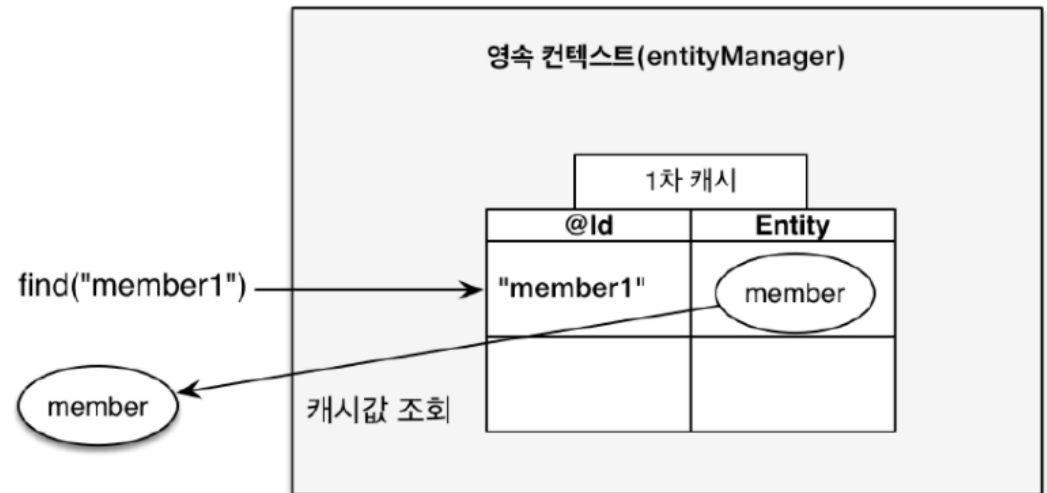 영속 컨텍스트(entityManager)
1차 캐시
@Id Entity
find("member1") "member1" member
member 캐시값 조회